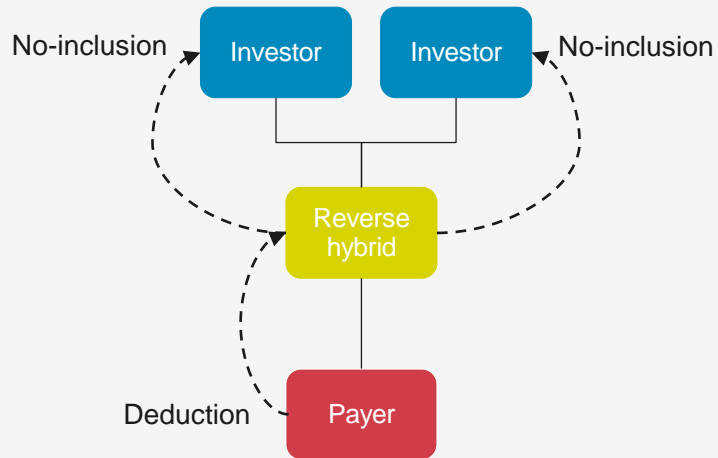 No-inclusion
Investor
Investor
No-inclusion
Reverse
hybrid
Deduction
Payer